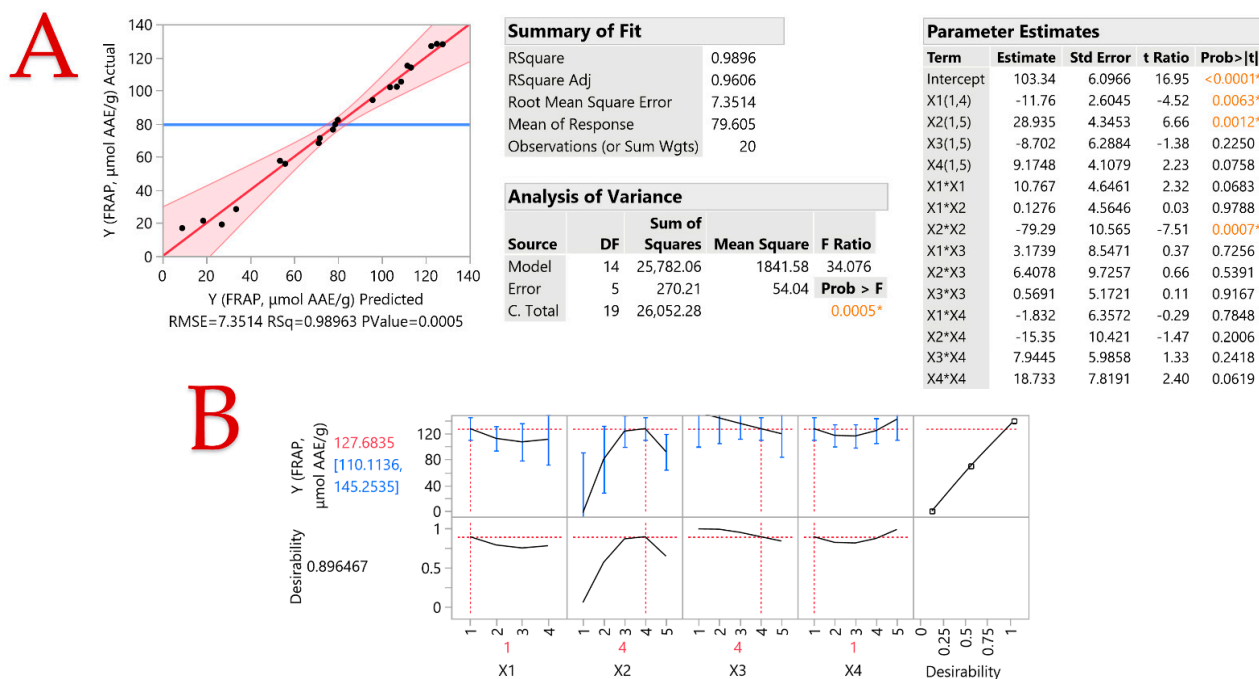 A
Y (FRAP, μmol AAE/g) Actual
140
120
100
80
60
40
20
0
0 20 40 60 80 100 120 140
Y (FRAP, μmol AAE/g) Predicted
RMSE=7.3514 RSq=0.98963 PValue=0.0005
Summary of Fit
RSquare 0.9896
RSquare Adj 0.9606
Root Mean Square Error 7.3514
Mean of Response 79.605
Observations (or Sum Wgts) 20
Analysis of Variance
Sum of
Source DF Squares Mean Square F Ratio
Model 14 25,782.06 1841.58 34.076
Error 5 270.21 54.04 Prob > F
C. Total 19 26,052.28 0.0005*
Parameter Estimates
Term Estimate Std Error t Ratio Prob>|t|
Intercept 103.34 6.0966 16.95 <0.0001*
X1(1,4) -11.76 2.6045 -4.52 0.0063*
X2(1,5) 28.935 4.3453 6.66 0.0012*
X3(1,5) -8.702 6.2884 -1.38 0.2250
X4(1,5) 9.1748 4.1079 2.23 0.0758
X1*X1 10.767 4.6461 2.32 0.0683
X1*X2 0.1276 4.5646 0.03 0.9788
X2*X2 -79.29 10.565 -7.51 0.0007*
X1*X3 3.1739 8.5471 0.37 0.7256
X2*X3 6.4078 9.7257 0.66 0.5391
X3*X3 0.5691 5.1721 0.11 0.9167
X1*X4 -1.832 6.3572 -0.29 0.7848
X2*X4 -15.35 10.421 -1.47 0.2006
X3*X4 7.9445 5.9858 1.33 0.2418
X4*X4 18.733 7.8191 2.40 0.0619
B
Y (FRAP,
μmol AAE/g)
127.6835
[110.1136,
145.2535]
120
80
40
0
Desirability
0.896467
1
0.5
0
1 2 3 4 1 2 3 4 5 1 2 3 4 5 1 2 3 4 5 0 0.25 0.5 0.75 1
1 4 4 1
X1 X2 X3 X4 Desirability